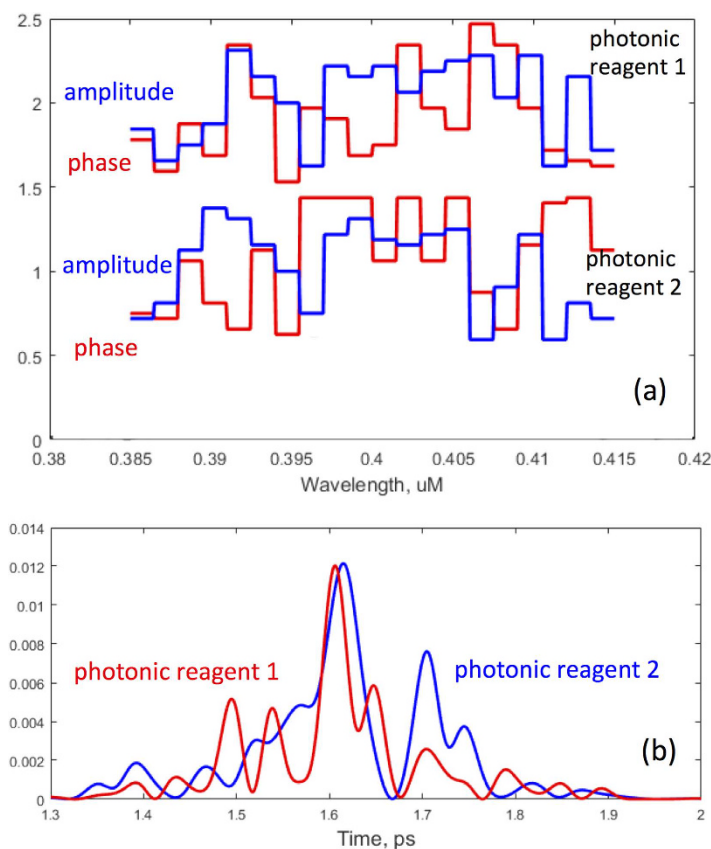 2.5
photonic
reagent 1
amplitude
2
phase
1.5
amplitude
photonic
reagent 2
1
phase
0.5
(a)
0
0.38 0.385 0.39 0.395 0.4 0.405 0.41 0.415 0.42
Wavelength, uM
0.014
(b)
0.012
0.01
0.008
photonic reagent 1 photonic reagent 2
0.006
0.004
0.002
0
1.3 1.4 1.5 1.6 1.7 1.8 1.9 2
Time, ps